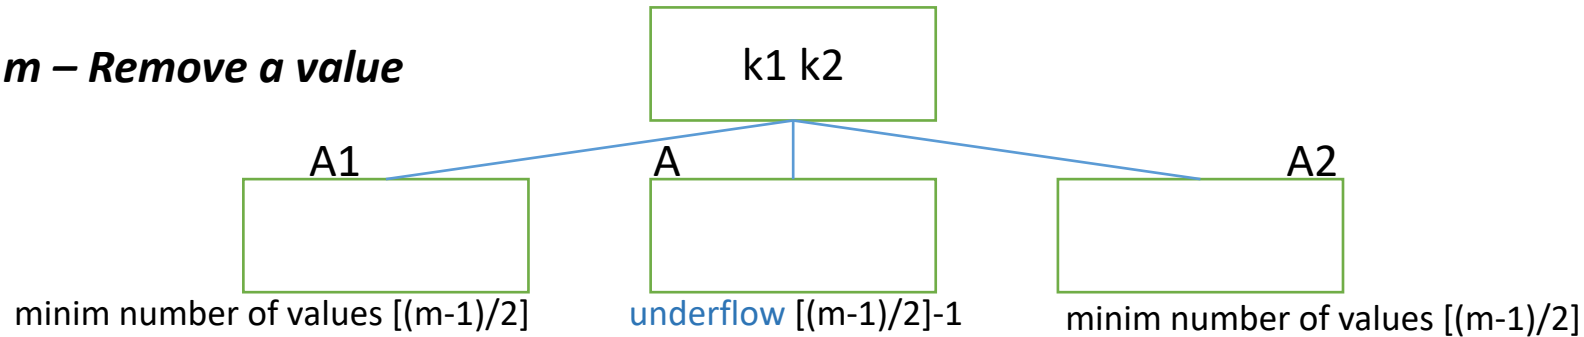 m – Remove a value
k1 k2
A1
A
A2
minim number of values [(m-1)/2]
underflow [(m-1)/2]-1
minim number of values [(m-1)/2]